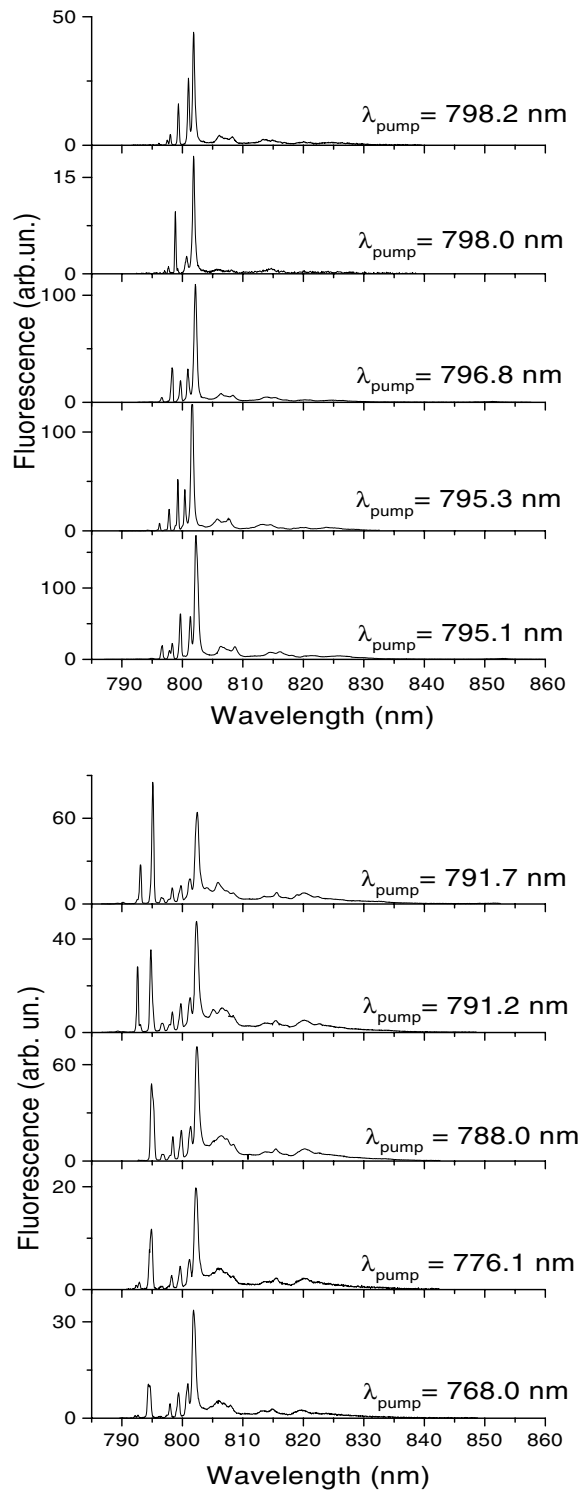 50
0
λpump= 798.2 nm
15
0
λpump= 798.0 nm
100
0
λpump= 796.8 nm
100
0
λpump= 795.3 nm
100
0
λpump= 795.1 nm
Fluorescence (arb.un.)
790 800 810 820 830 840 850 860
Wavelength (nm)
60
0
λpump= 791.7 nm
40
0
λpump= 791.2 nm
60
0
λpump = 788.0 nm
20
0
λpump= 776.1 nm
30
0
λpump= 768.0 nm
Fluorescence (arb. un.)
790 800 810 820 830 840 850 860
Wavelength (nm)